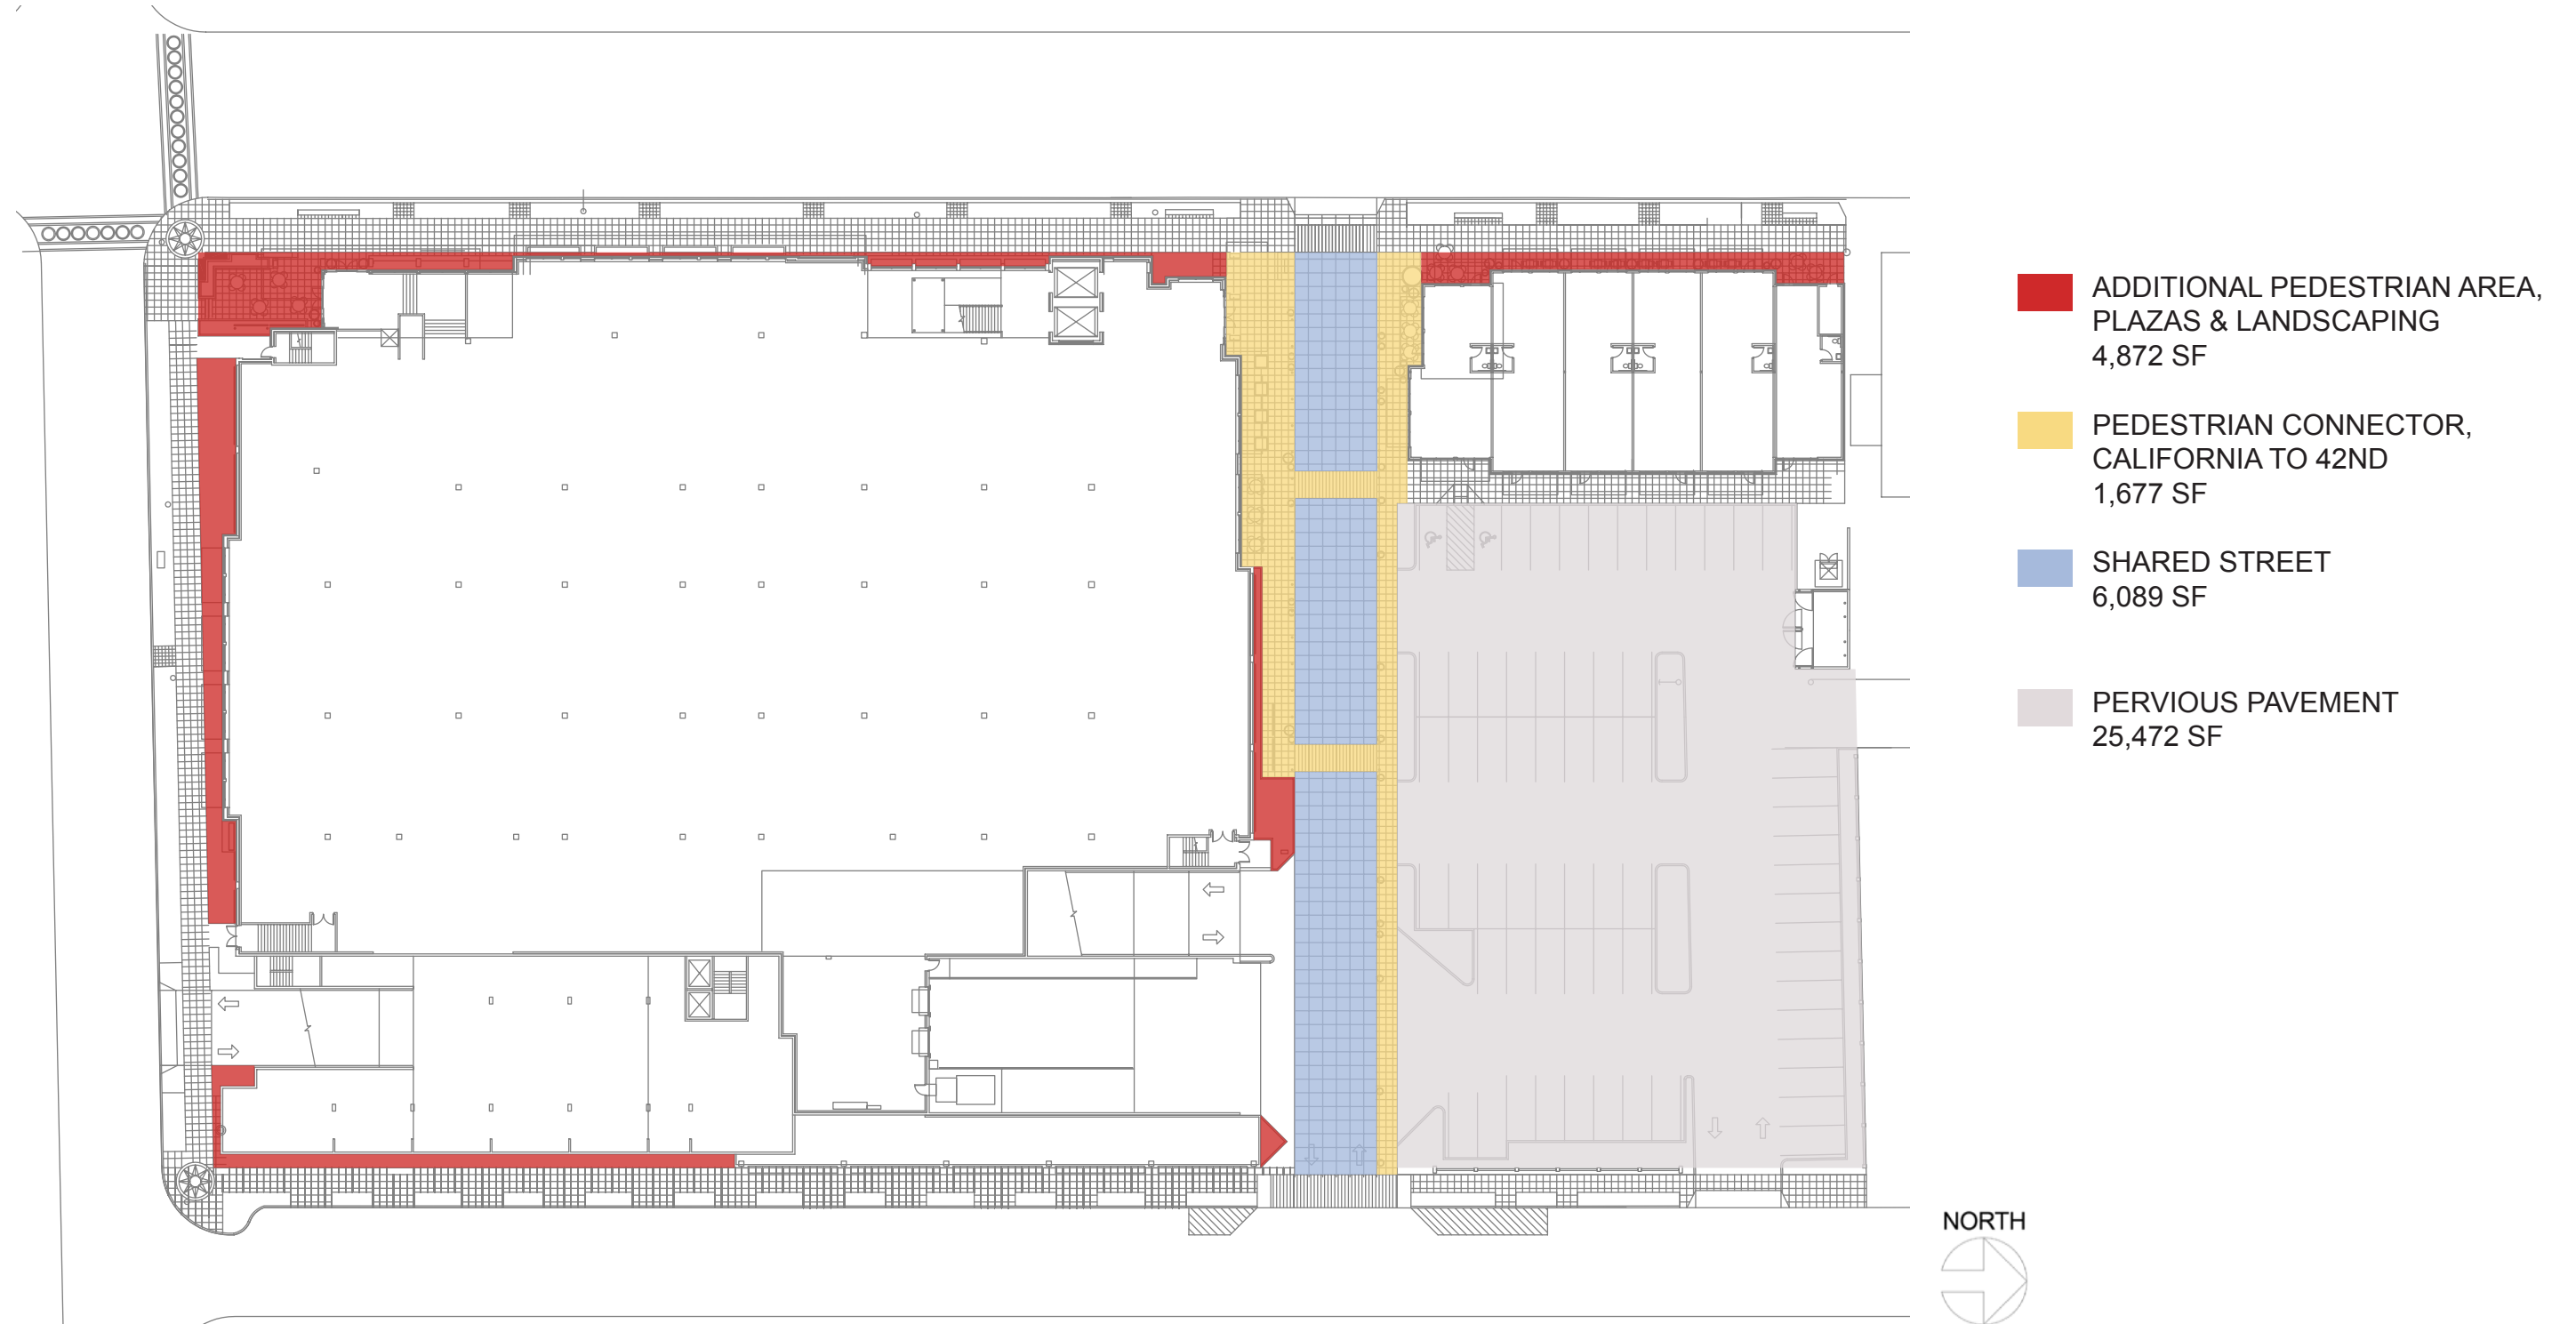 ADDITIONAL PEDESTRIAN AREA,
PLAZAS & LANDSCAPING
4,872 SF
PEDESTRIAN CONNECTOR,
CALIFORNIA TO 42ND
1,677 SF
SHARED STREET
6,089 SF
PERVIOUS PAVEMENT
25,472 SF
NORTH